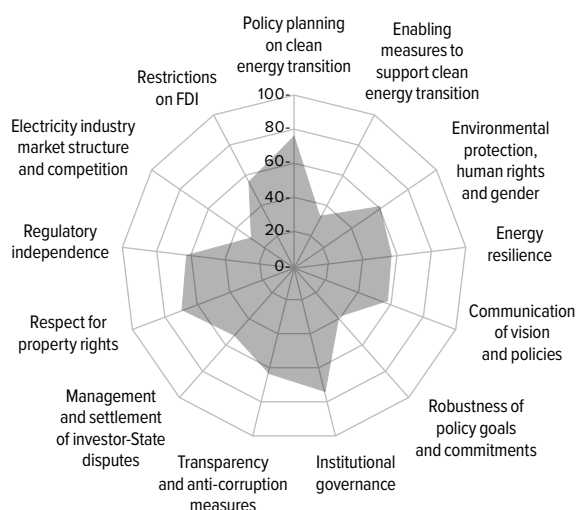 Policy planning
on clean
energy transition
Enabling
measures to
support clean
energy transition
Environmental
protection,
human rights
and gender
Energy
resilience
Communication
of vision
and policies
Robustness of
policy goals
and commitments
Institutional
governance
Transparency
and anti-corruption
measures
Management
and settlement
of investor-State
disputes
Respect for
property rights
Regulatory
independence
Electricity industry
market structure
and competition
Restrictions
on FDI
100-
80-
60-
40-
20-
0-